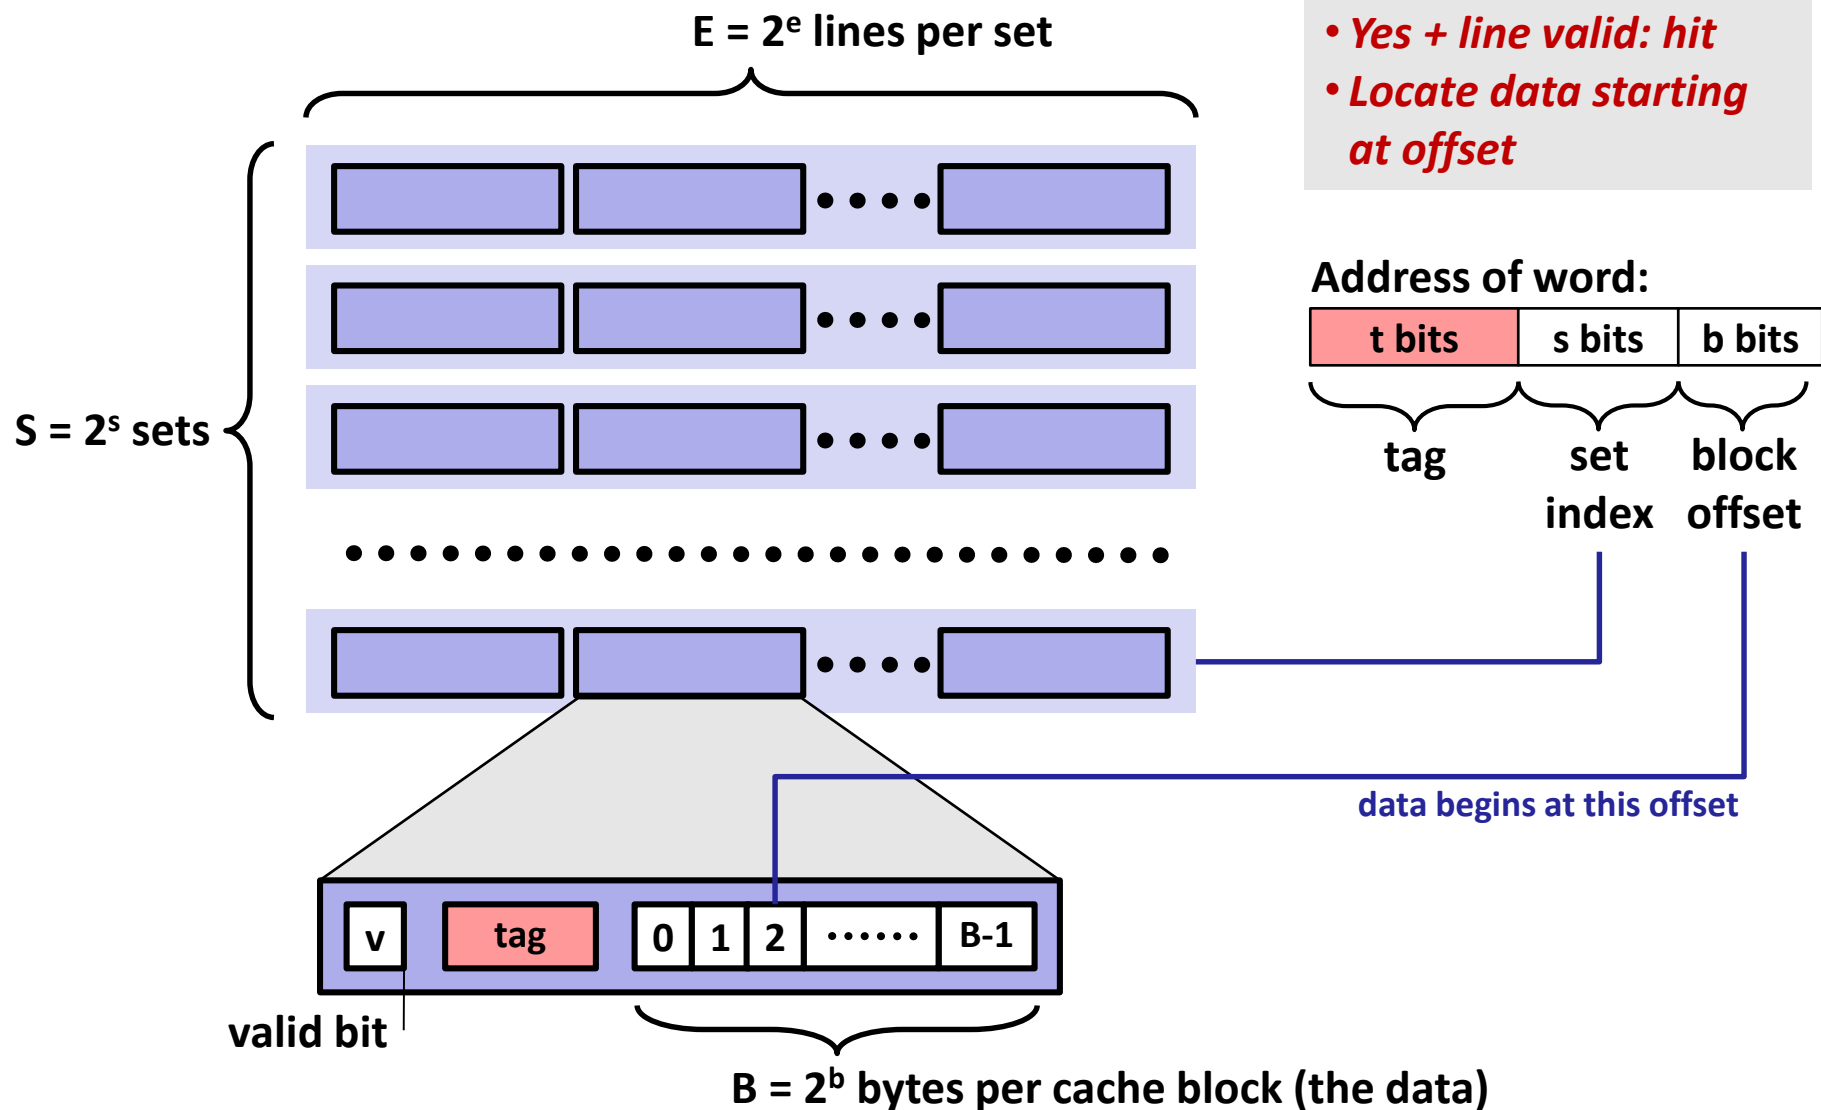 E = 2ᵉ lines per set
• Yes + line valid: hit
• Locate data starting
at offset
Address of word:
t bits s bits b bits
tag set block
index offset
S = 2ˢ sets
data begins at this offset
v tag 0 1 2 •••••• B-1
valid bit
B = 2ᵇ bytes per cache block (the data)